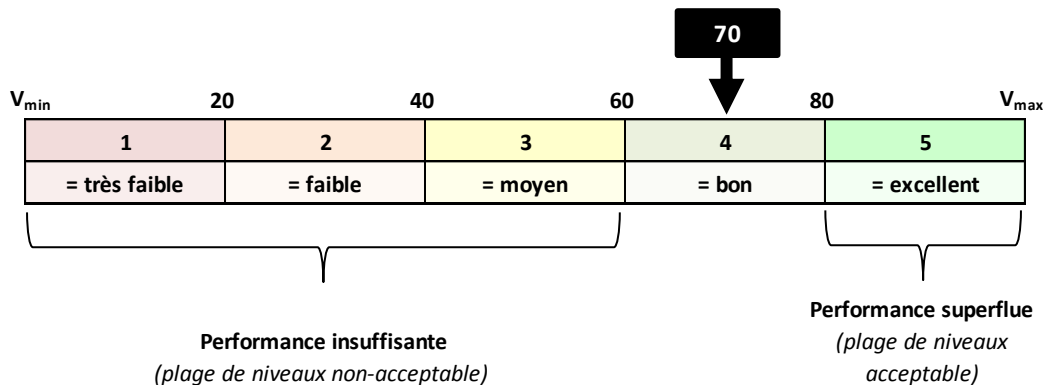 70
Vmin 20 40 60 80 Vmax
1 2 3 4 5
= très faible = faible = moyen = bon = excellent
Performance insuffisante
(plage de niveaux non-acceptable)
Performance superflue
(plage de niveaux
acceptable)